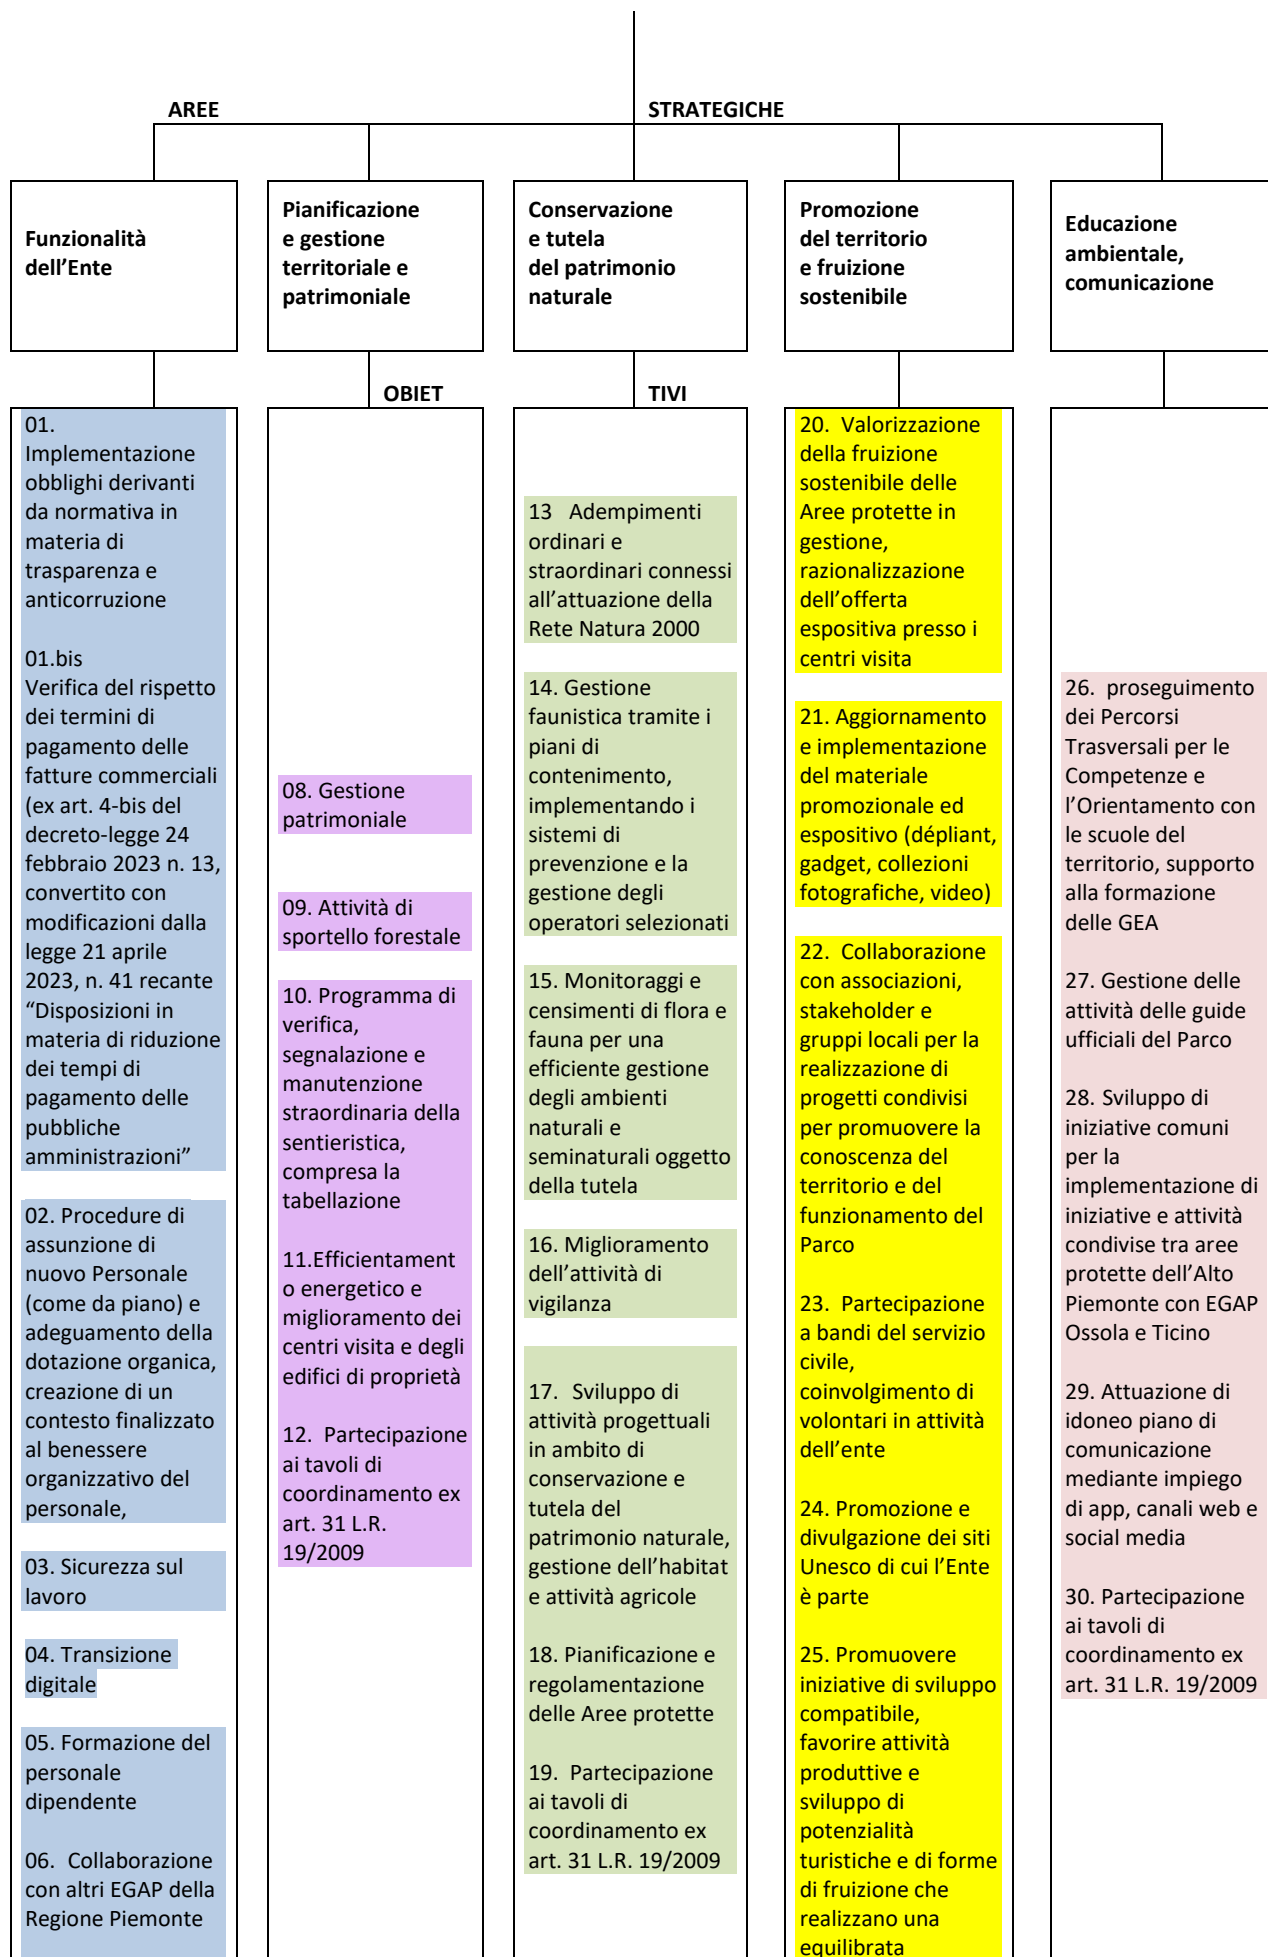 AREE
STRATEGICHE
Funzionalità
dell’Ente
Pianificazione
e gestione
territoriale e
patrimoniale
Conservazione
e tutela
del patrimonio
naturale
Promozione
del territorio
e fruizione
sostenibile
Educazione
ambientale,
comunicazione
OBIET
TIVI
01.
Implementazione
obblighi derivanti
da normativa in
materia di
trasparenza e
anticorruzione
01.bis
Verifica del rispetto
dei termini di
pagamento delle
fatture commerciali
(ex art. 4-bis del
decreto-legge 24
febbraio 2023 n. 13,
convertito con
modificazioni dalla
legge 21 aprile
2023, n. 41 recante
“Disposizioni in
materia di riduzione
dei tempi di
pagamento delle
pubbliche
amministrazioni”
02. Procedure di
assunzione di
nuovo Personale
(come da piano) e
adeguamento della
dotazione organica,
creazione di un
contesto finalizzato
al benessere
organizzativo del
personale,
03. Sicurezza sul
lavoro
04. Transizione
digitale
05. Formazione del
personale
dipendente
06. Collaborazione
con altri EGAP della
Regione Piemonte
08. Gestione
patrimoniale
09. Attività di
sportello forestale
10. Programma di
verifica,
segnalazione e
manutenzione
straordinaria della
sentieristica,
compresa la
tabellazione
11.Efficientament
o energetico e
miglioramento dei
centri visita e degli
edifici di proprietà
12. Partecipazione
ai tavoli di
coordinamento ex
art. 31 L.R.
19/2009
13 Adempimenti
ordinari e
straordinari connessi
all’attuazione della
Rete Natura 2000
14. Gestione
faunistica tramite i
piani di
contenimento,
implementando i
sistemi di
prevenzione e la
gestione degli
operatori selezionati
15. Monitoraggi e
censimenti di flora e
fauna per una
efficiente gestione
degli ambienti
naturali e
seminaturali oggetto
della tutela
16. Miglioramento
dell’attività di
vigilanza
17. Sviluppo di
attività progettuali
in ambito di
conservazione e
tutela del
patrimonio naturale,
gestione dell’habitat
e attività agricole
18. Pianificazione e
regolamentazione
delle Aree protette
19. Partecipazione
ai tavoli di
coordinamento ex
art. 31 L.R. 19/2009
20. Valorizzazione
della fruizione
sostenibile delle
Aree protette in
gestione,
razionalizzazione
dell’offerta
espositiva presso i
centri visita
21. Aggiornamento
e implementazione
del materiale
promozionale ed
espositivo (dépliant,
gadget, collezioni
fotografiche, video)
22. Collaborazione
con associazioni,
stakeholder e
gruppi locali per la
realizzazione di
progetti condivisi
per promuovere la
conoscenza del
territorio e del
funzionamento del
Parco
23. Partecipazione
a bandi del servizio
civile,
coinvolgimento di
volontari in attività
dell’ente
24. Promozione e
divulgazione dei siti
Unesco di cui l’Ente
è parte
25. Promuovere
iniziative di sviluppo
compatibile,
favorire attività
produttive e
sviluppo di
potenzialità
turistiche e di forme
di fruizione che
realizzano una
equilibrata
26. proseguimento
dei Percorsi
Trasversali per le
Competenze e
l’Orientamento con
le scuole del
territorio, supporto
alla formazione
delle GEA
27. Gestione delle
attività delle guide
ufficiali del Parco
28. Sviluppo di
iniziative comuni
per la
implementazione di
iniziative e attività
condivise tra aree
protette dell’Alto
Piemonte con EGAP
Ossola e Ticino
29. Attuazione di
idoneo piano di
comunicazione
mediante impiego
di app, canali web e
social media
30. Partecipazione
ai tavoli di
coordinamento ex
art. 31 L.R. 19/2009